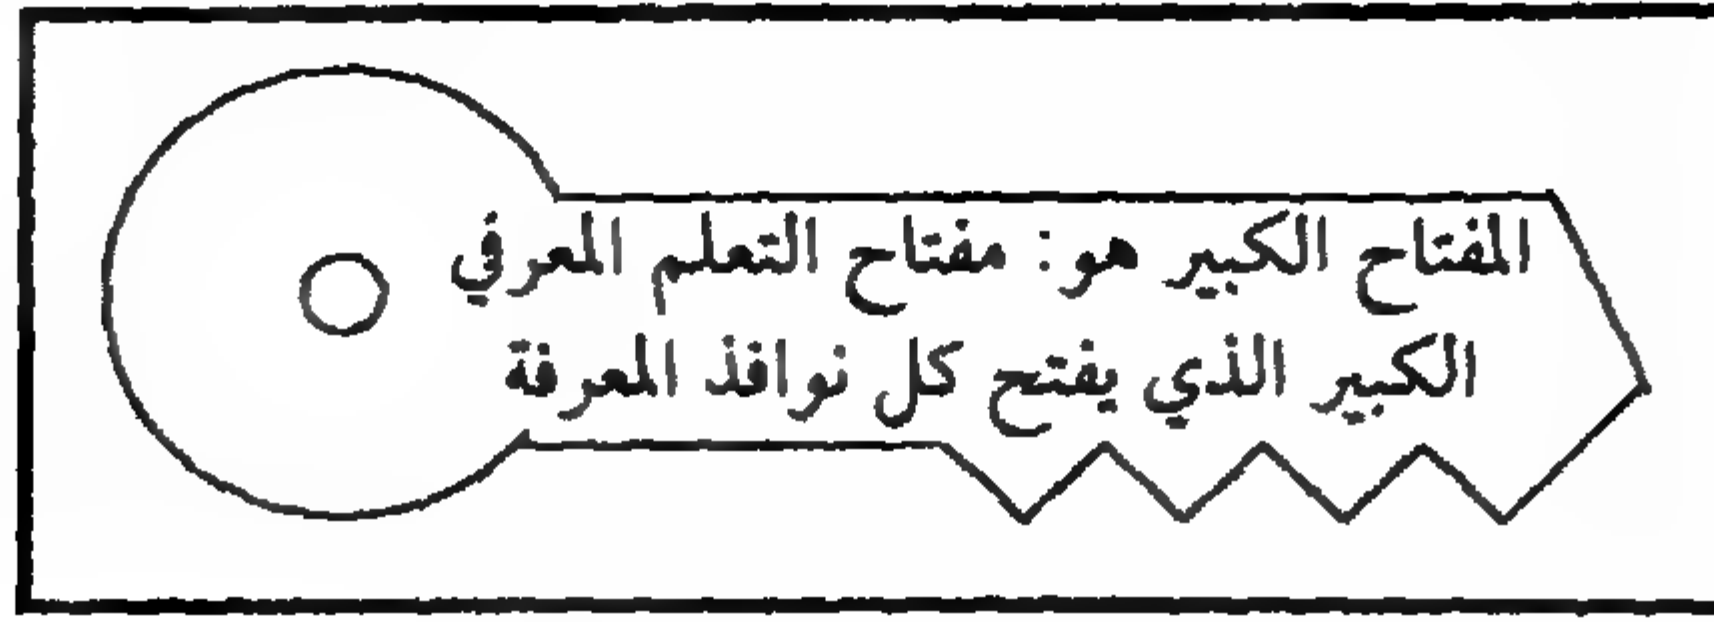 المفتاح الكبير هو: مفتاح التعلم المعرفي
الكبير الذي يفتح كل نوافذ المعرفة